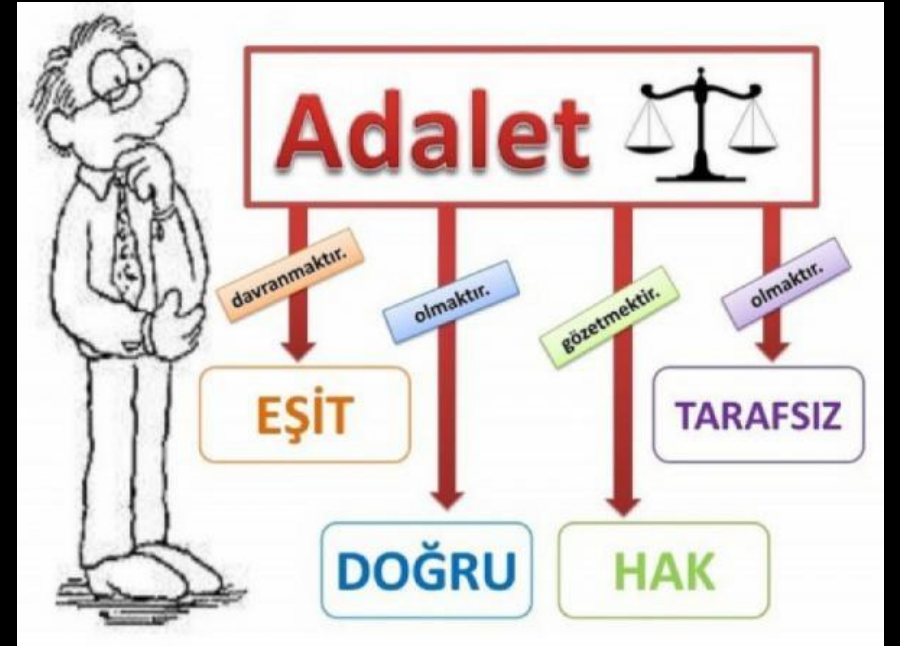 Adalet
davranmaktır.
olmaktır.
gözetmektir.
olmaktır.
EŞİT
TARAFSIZ
DOĞRU
HAK